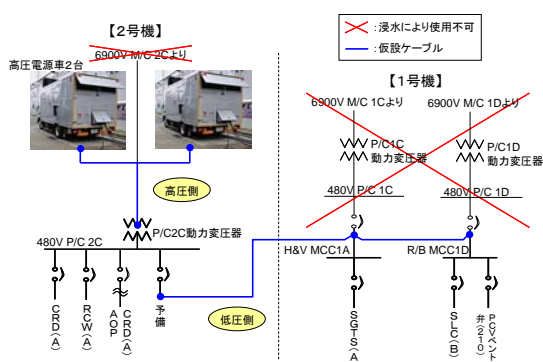 : 浸水により使用不可
: 仮設ケーブル
【2号機】
6900V M/C 2Cより
高圧電源車2台
高圧側
P/C2C動力変圧器
480V P/C 2C
CRD(A)
RCW(A)
CRD(A)
AOP
予備
低圧側
【1号機】
6900V M/C 1Cより
6900V M/C 1Dより
P/C1C
動力変圧器
P/C1D
動力変圧器
480V P/C 1C
480V P/C 1D
H&V MCC1A
R/B MCC1D
SGTS(A)
SLC(B)
PCVベント
弁(210)